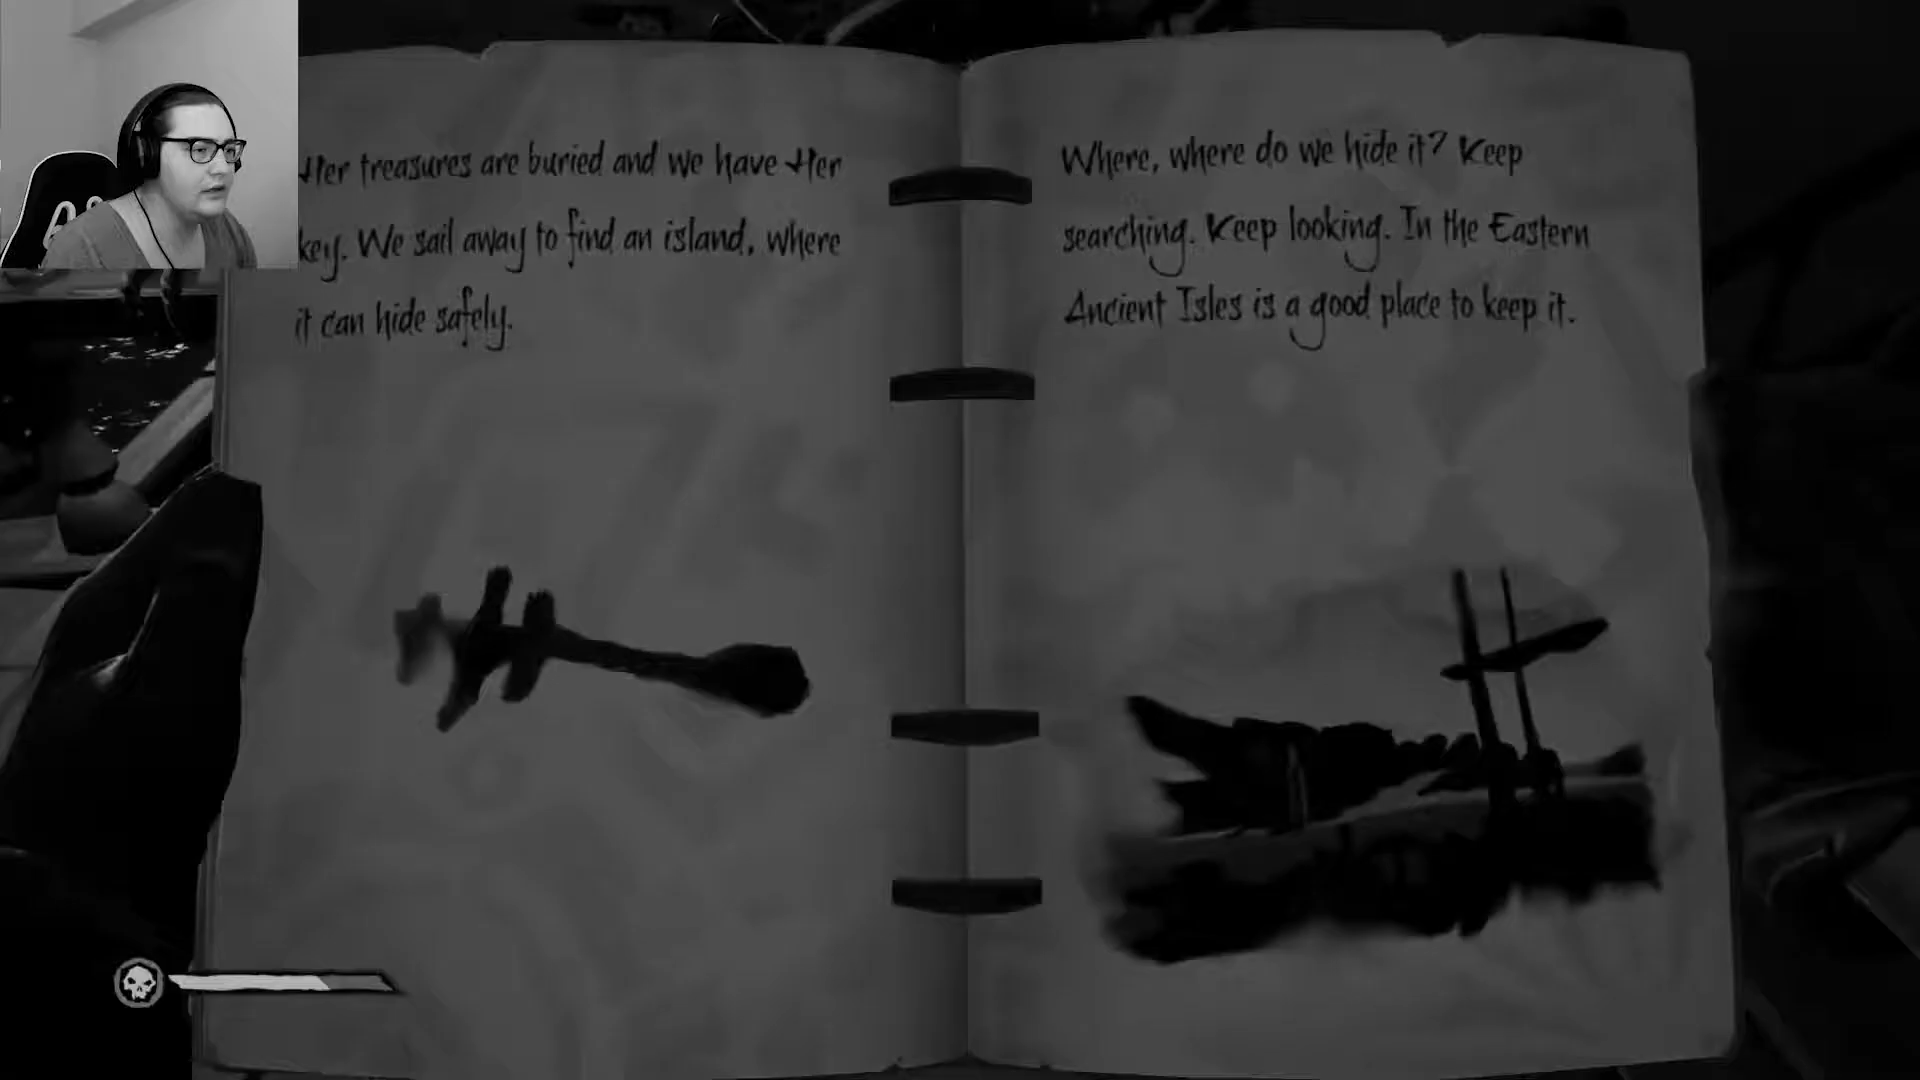 Her treasures are buried and we have Her
key. We sail away to find an island, where
it can hide safely.
Where, where do we hide it? Keep
searching. Keep looking. In the Eastern
Ancient Isles is a good place to keep it.